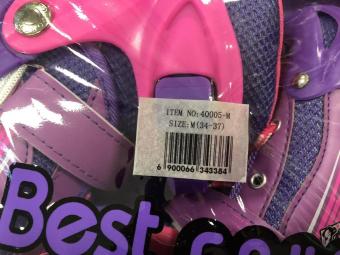 ITEM NO: 40005-M
SIZE: M(34-37)
6 900066 343384
Best